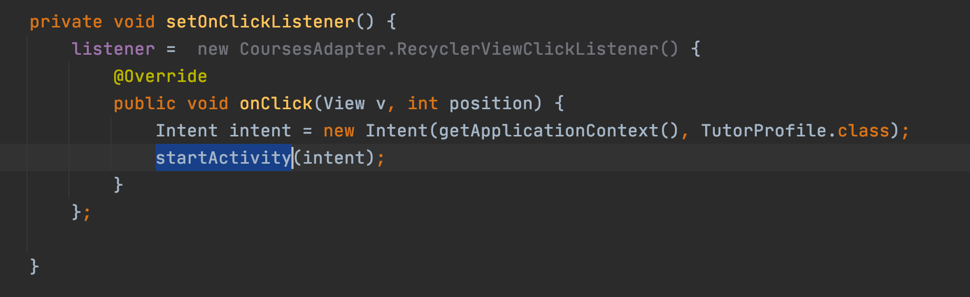 private void setOnClickListener() {
listener =  new CoursesAdapter.RecyclerViewClickListener() {
@Override
public void onClick(View v, int position) {
Intent intent = new Intent(getApplicationContext(), TutorProfile.class);
startActivity(intent);
}
};
}